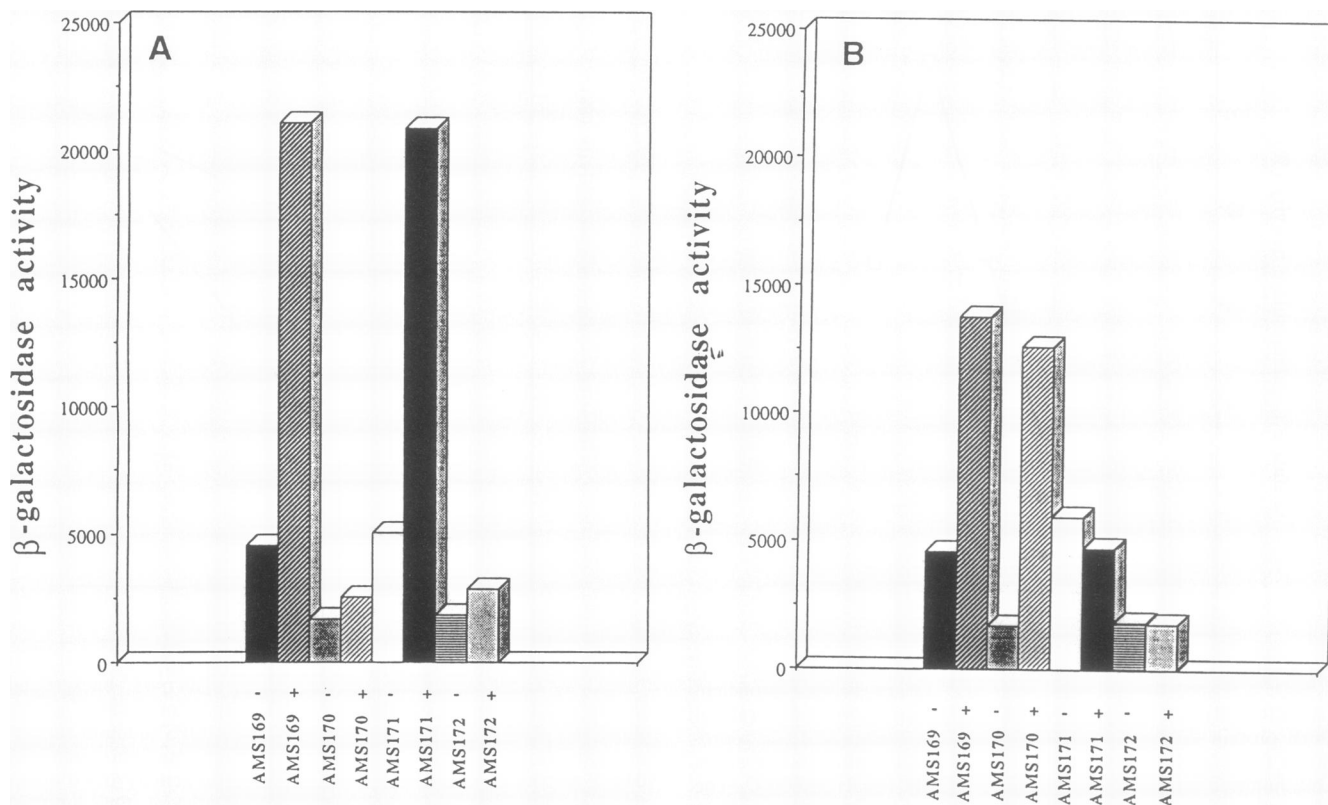 A
β-galactosidase activity
25000
20000
15000
10000
5000
0
AMS169 -
AMS169 +
AMS170 -
AMS170 +
AMS171 -
AMS171 +
AMS172 -
AMS172 +
B
β-galactosidase activity
25000
20000
15000
10000
5000
0
AMS169 -
AMS169 +
AMS170 -
AMS170 +
AMS171 -
AMS171 +
AMS172 -
AMS172 +